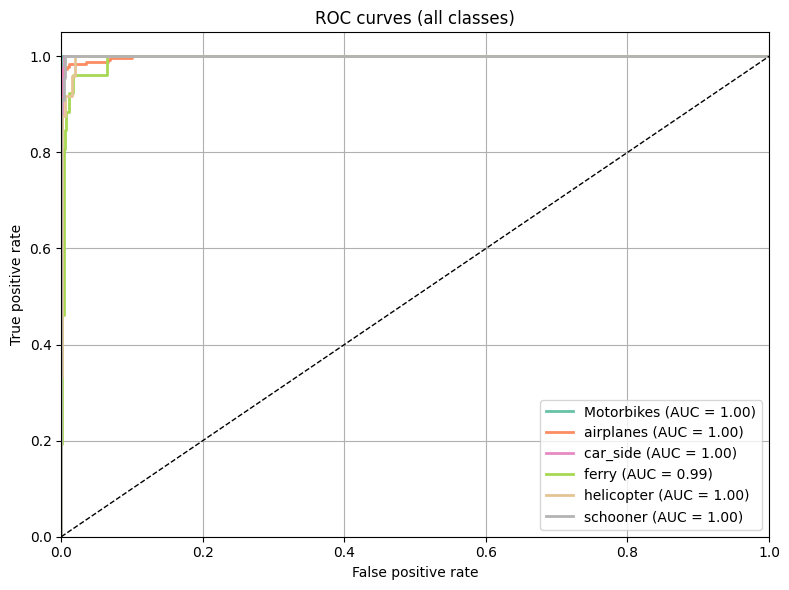 ROC curves (all classes)
True positive rate
1.0
0.8
0.6
0.4
0.2
0.0
Motorbikes (AUC = 1.00)
airplanes (AUC = 1.00)
car_side (AUC = 1.00)
ferry (AUC = 0.99)
helicopter (AUC = 1.00)
schooner (AUC = 1.00)
0.0 0.2 0.4 0.6 0.8 1.0
False positive rate